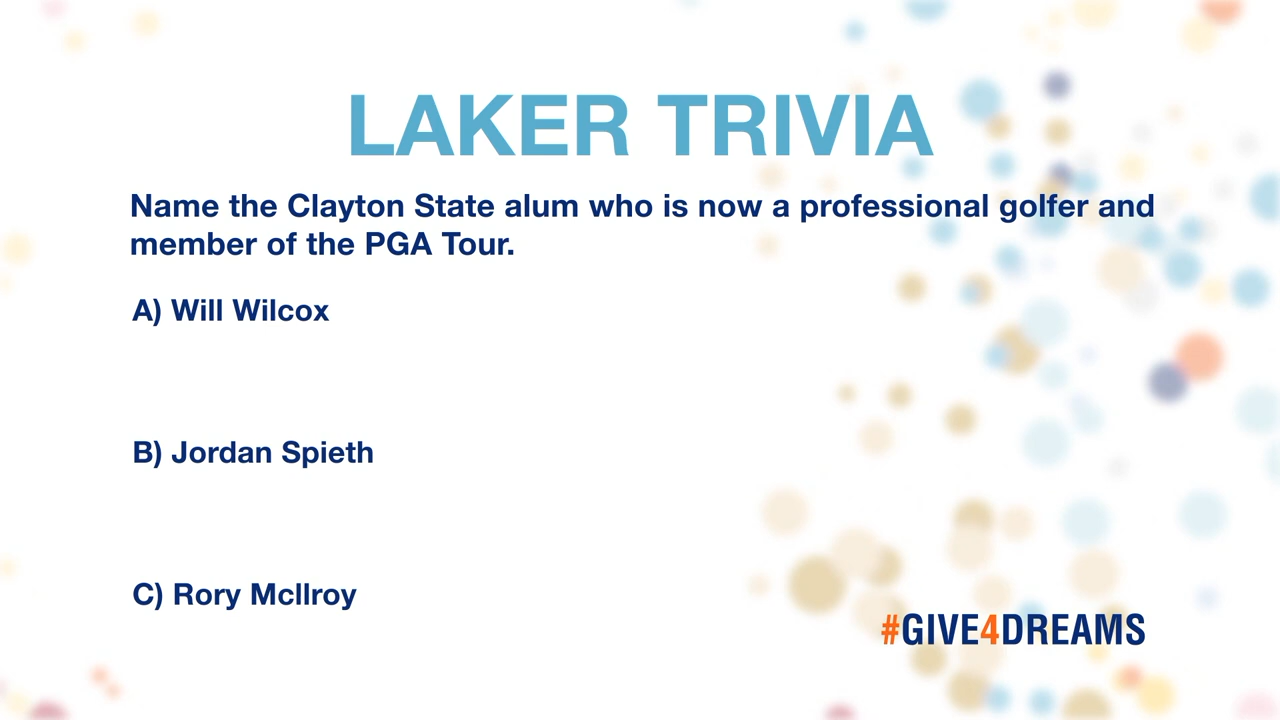 LAKER TRIVIA
Name the Clayton State alum who is now a professional golfer and
member of the PGA Tour.
A) Will Wilcox
B) Jordan Spieth
C) Rory McIlroy
#GIVE4DREAMS